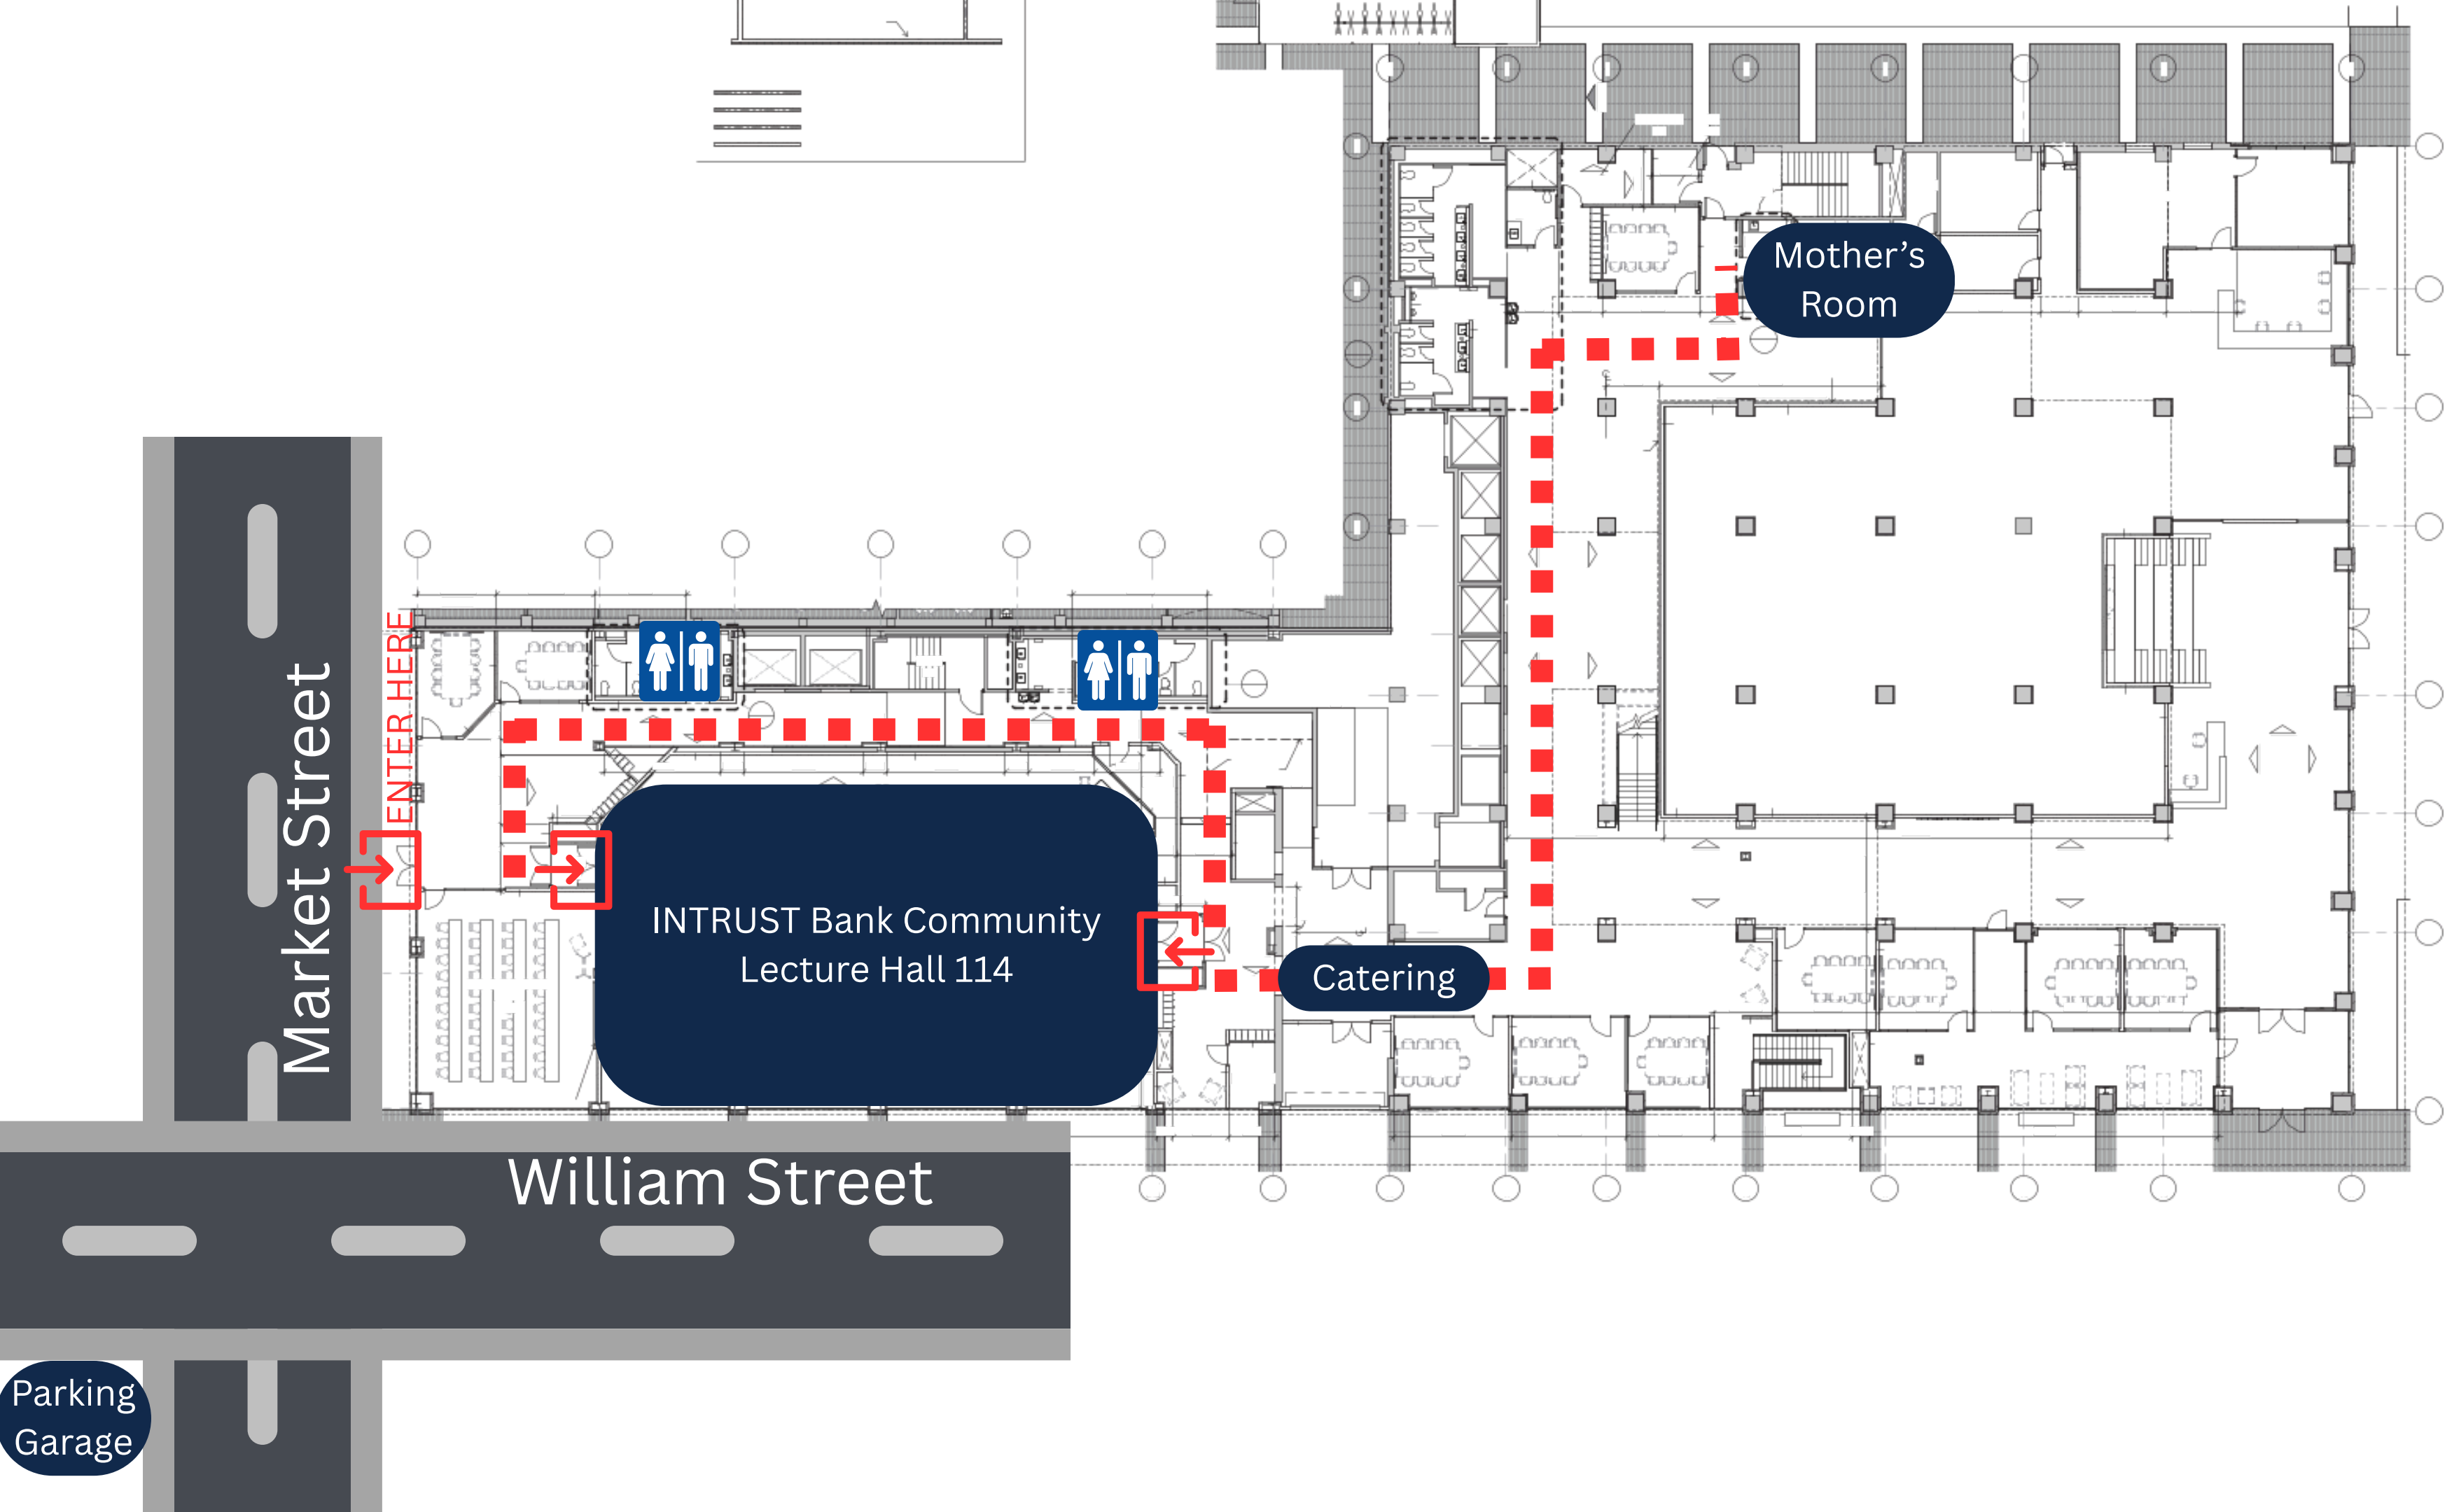 Mother's
Room
ENTER HERE
Market Street
INTRUST Bank Community
Lecture Hall 114
Catering
William Street
Parking
Garage